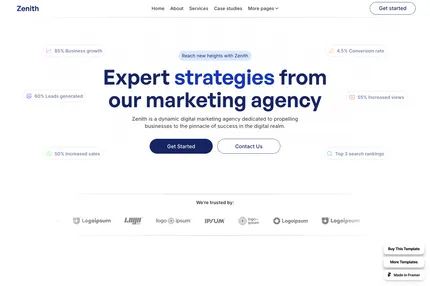 Zenith
Home
About
Services
Case studies
More pages
Get started
85% Business growth
4.5% Conversion rate
Reach new heights with Zenith
Expert strategies from
our marketing agency
60% Leads generated
55% Increased views
Zenith is a dynamic digital marketing agency dedicated to propelling
businesses to the pinnacle of success in the digital realm.
Get Started
Contact Us
50% Increased sales
Top 3 search rankings
We're trusted by:
Logoipsum
logo ipsum
IPSUM
Logoipsum
Logoipsum
Buy This Template
More Templates
Made in Framer